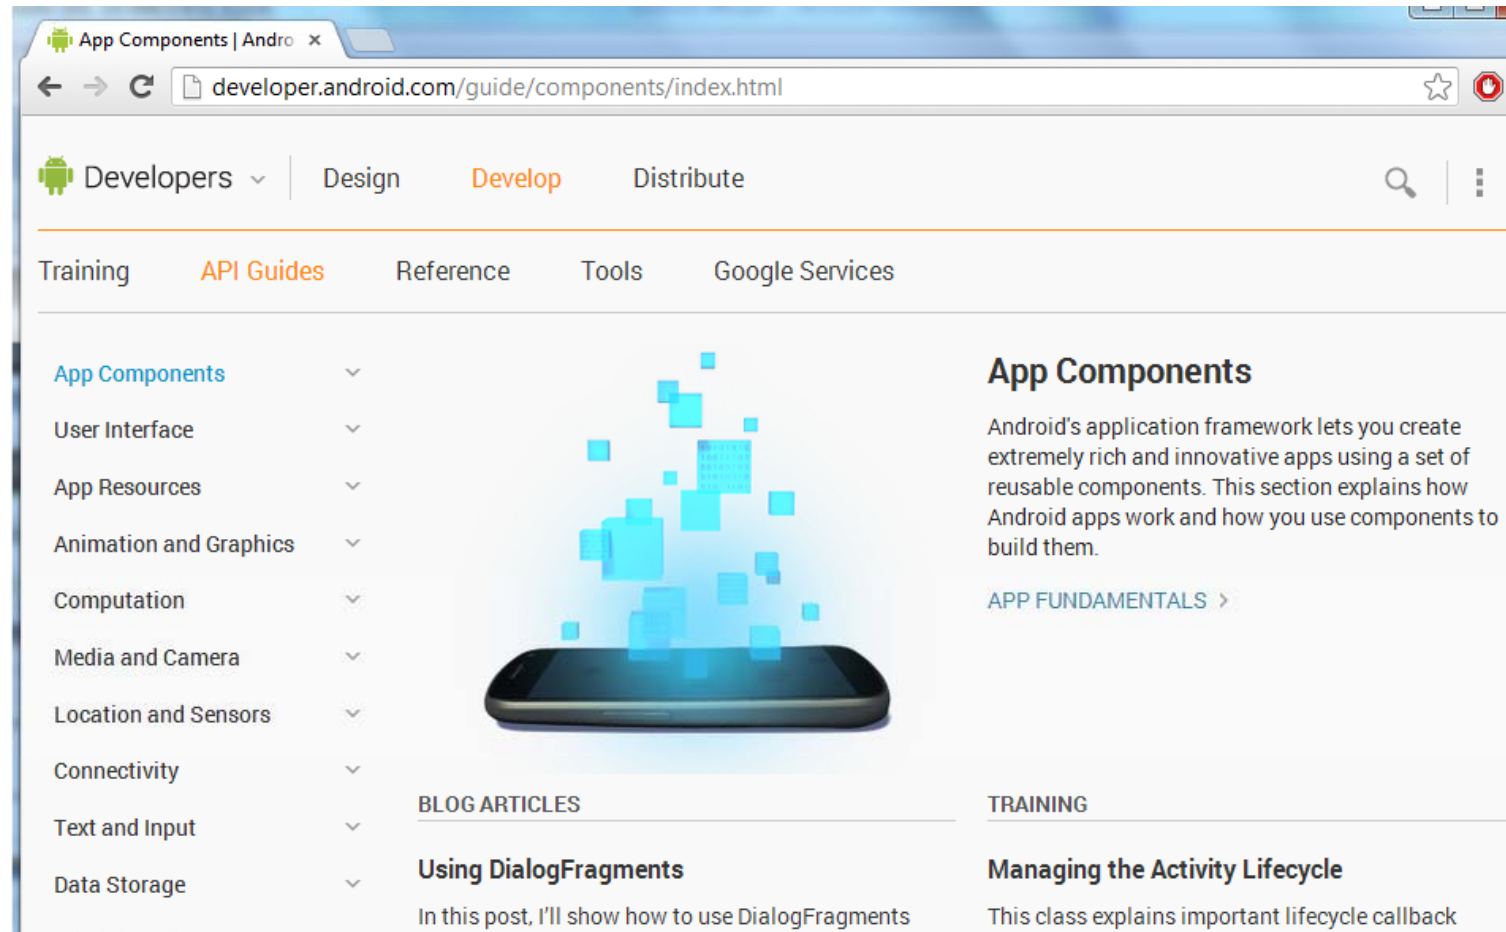 App Components | Andro
developer.android.com/guide/components/index.html
Developers Design Develop Distribute
Training API Guides Reference Tools Google Services
App Components
User Interface
App Resources
Animation and Graphics
Computation
Media and Camera
Location and Sensors
Connectivity
Text and Input
Data Storage
App Components
Android's application framework lets you create
extremely rich and innovative apps using a set of
reusable components. This section explains how
Android apps work and how you use components to
build them.
APP FUNDAMENTALS >
BLOG ARTICLES
Using DialogFragments
In this post, I'll show how to use DialogFragments
TRAINING
Managing the Activity Lifecycle
This class explains important lifecycle callback